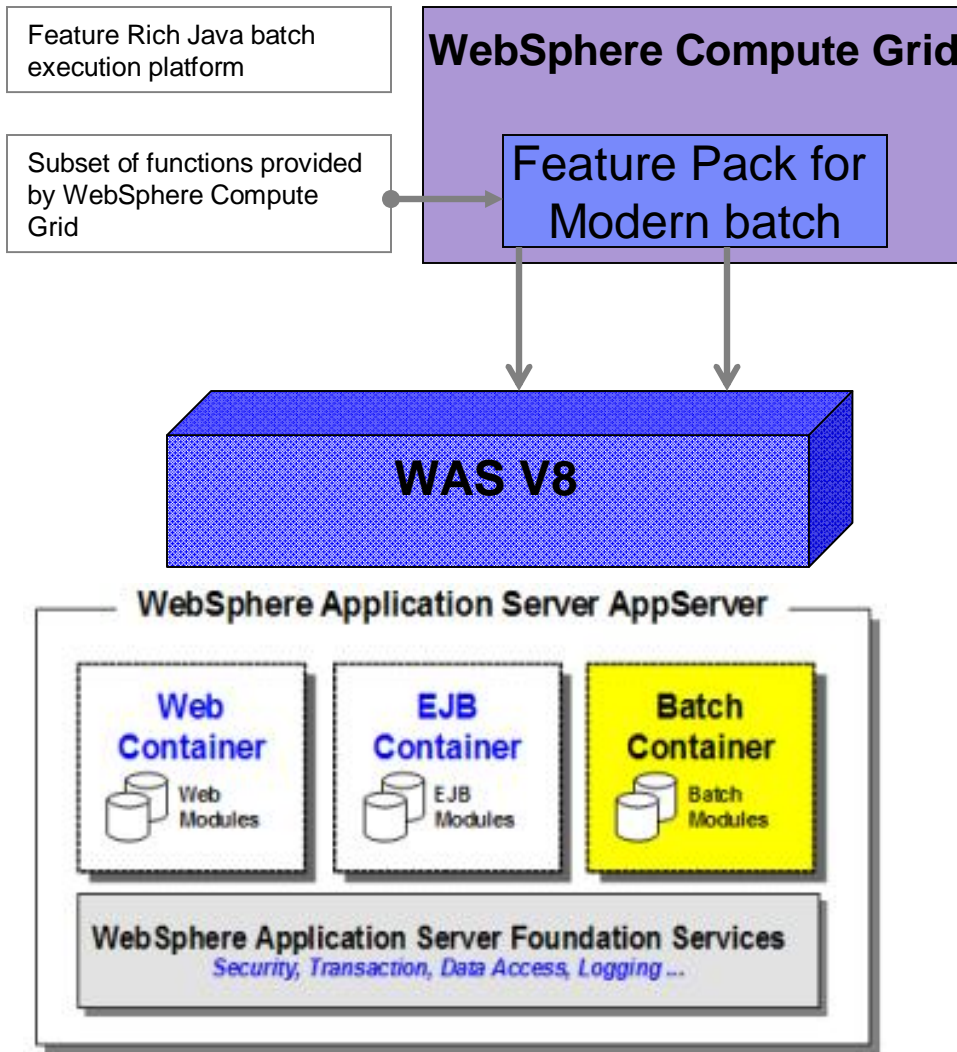 Feature Rich Java batch
execution platform
WebSphere Compute Grid
Subset of functions provided
by WebSphere Compute
Grid
Feature Pack for
Modern batch
WAS V8
WebSphere Application Server AppServer
Web
Container
Web
Modules
EJB
Container
EJB
Modules
Batch
Container
Batch
Modules
WebSphere Application Server Foundation Services
Security, Transaction, Data Access, Logging ...